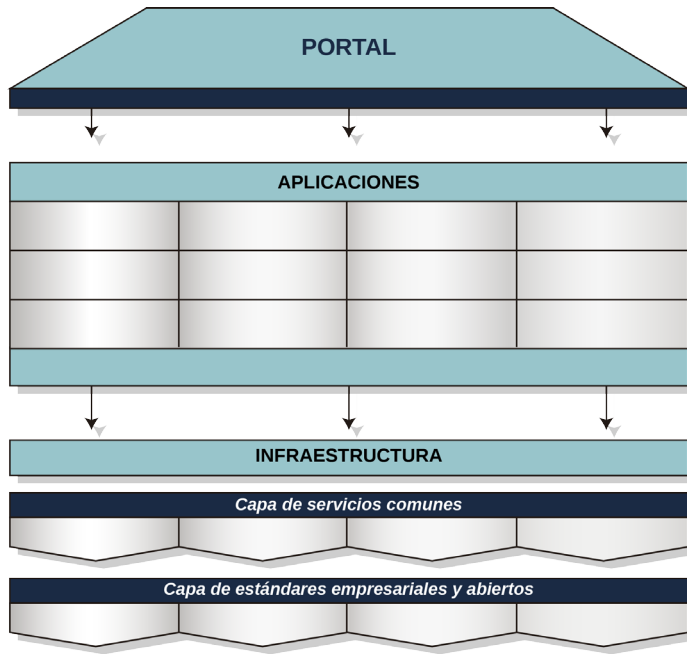 PORTAL
APLICACIONES
INFRAESTRUCTURA
Capa de servicios comunes
Capa de estándares empresariales y abiertos